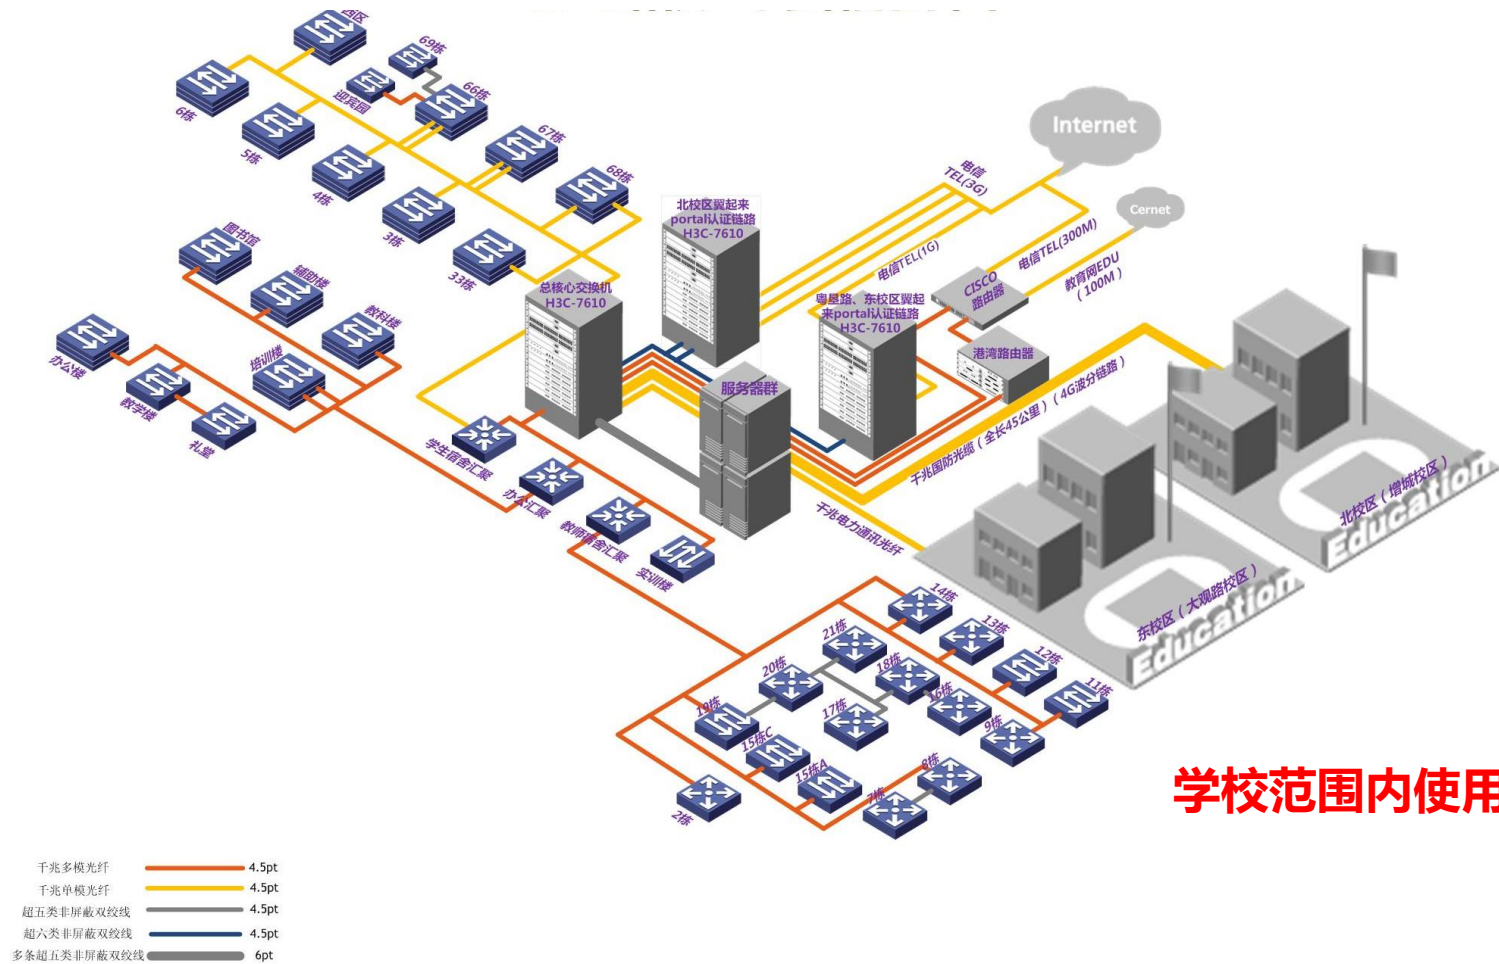 西区
69栋
迎宾园
66栋
6栋
5栋
67栋
4栋
68栋
3栋
33栋
图书馆
辅助楼
教科楼
办公楼
培训楼
教学楼
礼堂
北校区翼起来
portal认证链路
H3C-7610
总核心交换机
H3C-7610
电信
TEL(3G)
Internet
Cernet
电信TEL(1G)
电信TEL(300M)
教育网EDU
（100M）
CISCO
路由器
粤垦路、东校区翼起
来portal认证链路
H3C-7610
港湾路由器
服务器群
学生宿舍汇聚
办公汇聚
教师宿舍汇聚
实训楼
千兆国防光缆（全长45公里）（4G波分链路）
千兆电力通讯光纤
北校区（增城校区）
Education
东校区（大观路校区）
Education
14栋
13栋
12栋
11栋
21栋
20栋
18栋
19栋
17栋
16栋
9栋
15栋C
15栋A
8栋
7栋
2栋
学校范围内使用
千兆多模光纤 4.5pt
千兆单模光纤 4.5pt
超五类非屏蔽双绞线 4.5pt
超六类非屏蔽双绞线 4.5pt
多条超五类非屏蔽双绞线 6pt